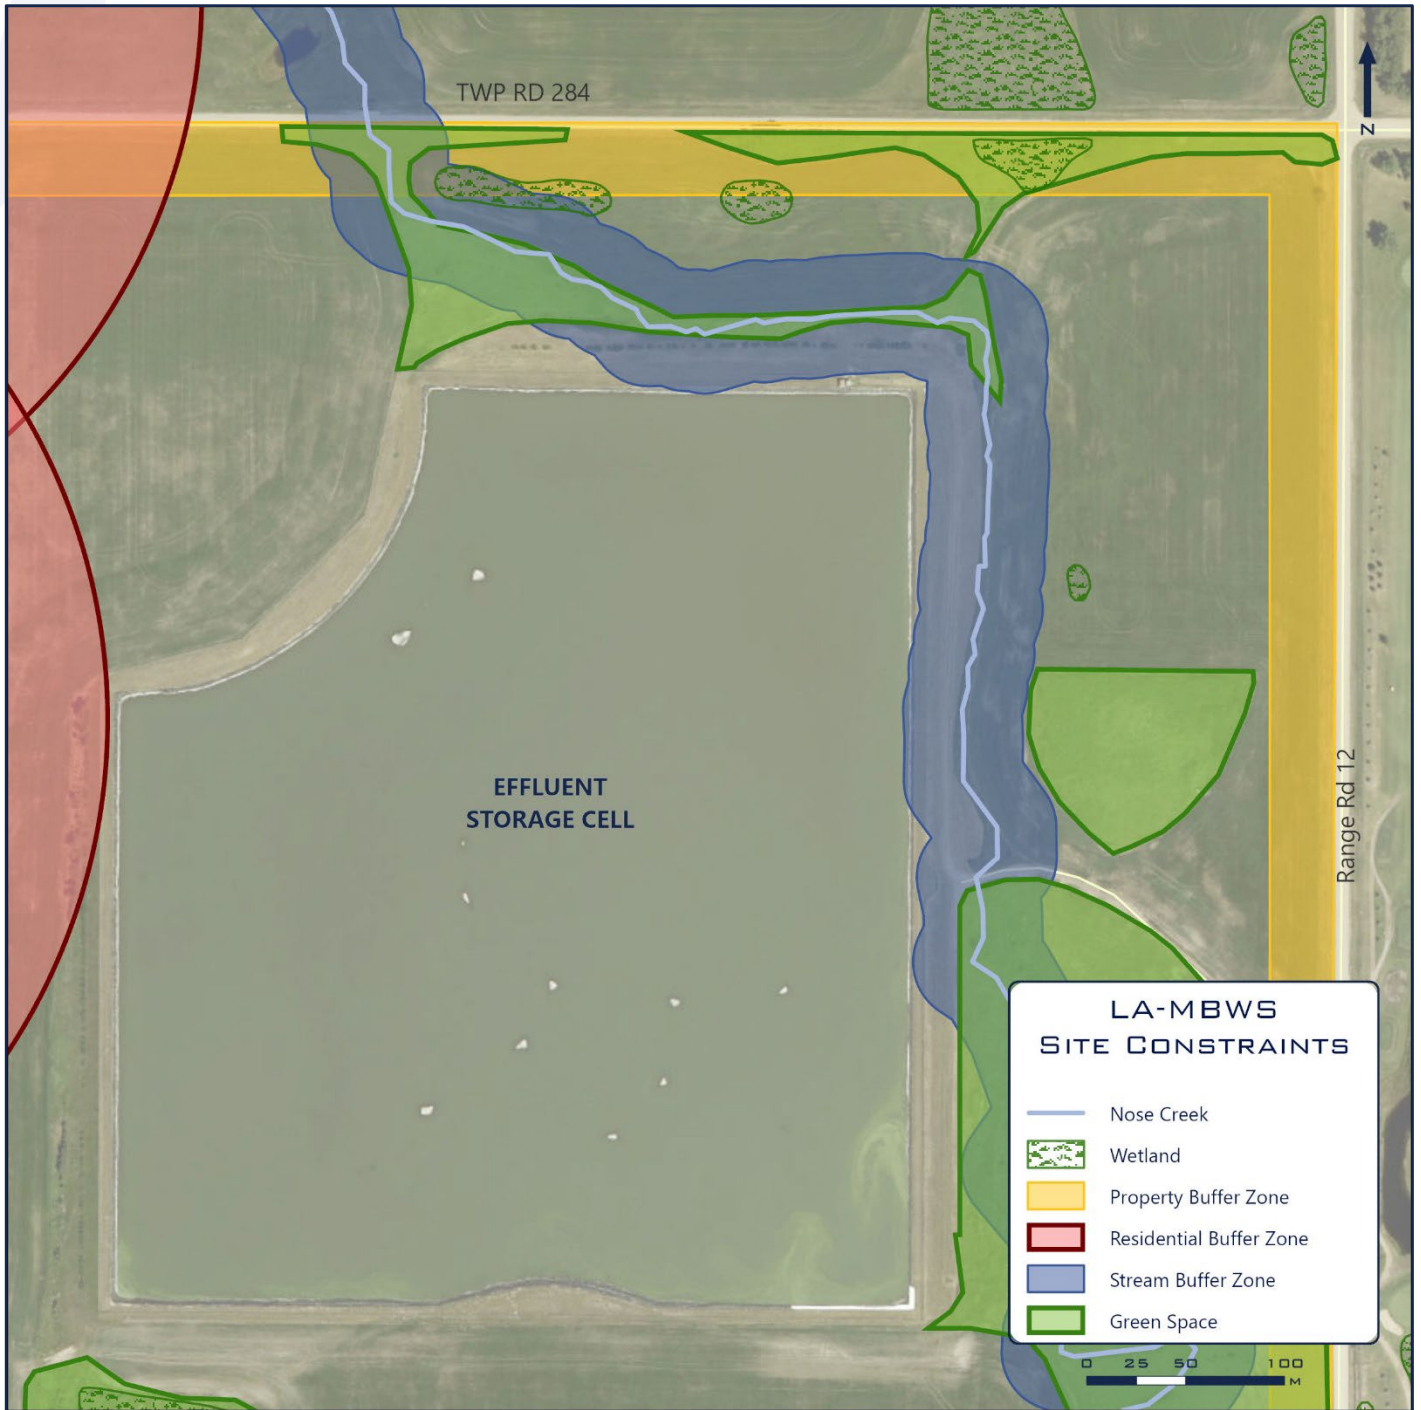 TWP RD 284
N
EFFLUENT
STORAGE CELL
Range Rd 12
LA-MBWS
SITE CONSTRAINTS
Nose Creek
Wetland
Property Buffer Zone
Residential Buffer Zone
Stream Buffer Zone
Green Space
0 25 50 100
M